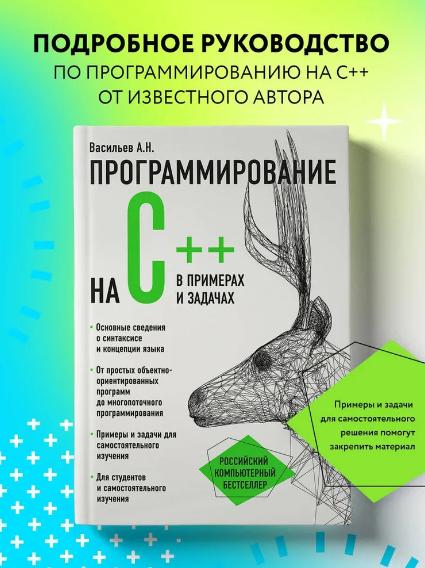 ПОДРОБНОЕ РУКОВОДСТВО
ПО ПРОГРАММИРОВАНИЮ НА С++
ОТ ИЗВЕСТНОГО АВТОРА
Васильев А.Н.
ПРОГРАММИРОВАНИЕ
НА C++
В ПРИМЕРАХ
И ЗАДАЧАХ
• Основные сведения
о синтаксисе
и концепции языка
• От простых объектно-
ориентированных
программ
до многопоточного
программирования
• Примеры и задачи для
самостоятельного
изучения
• Для студентов
и самостоятельного
изучения
РОССИЙСКИЙ
КОМПЬЮТЕРНЫЙ
БЕСТСЕЛЛЕР
Примеры и задачи
для самостоятельного
решения помогут
закрепить материал